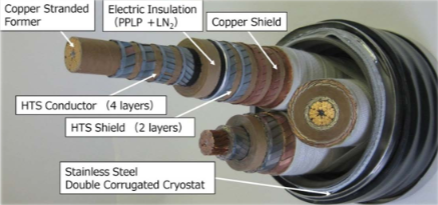 Copper Stranded
Former
Electric Insulation
(PPLP +LN₂)
Copper Shield
HTS Conductor (4 layers)
HTS Shield (2 layers)
Stainless Steel
Double Corrugated Cryostat